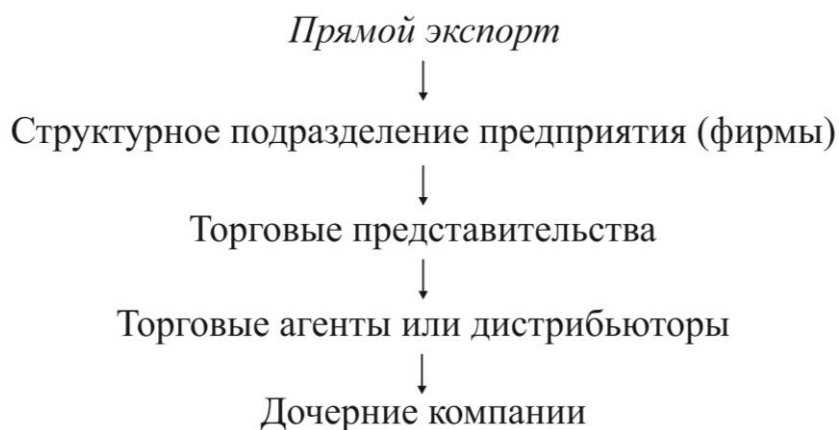 Прямой экспорт
Структурное подразделение предприятия (фирмы)
Торговые представительства
Торговые агенты или дистрибьюторы
Дочерние компании